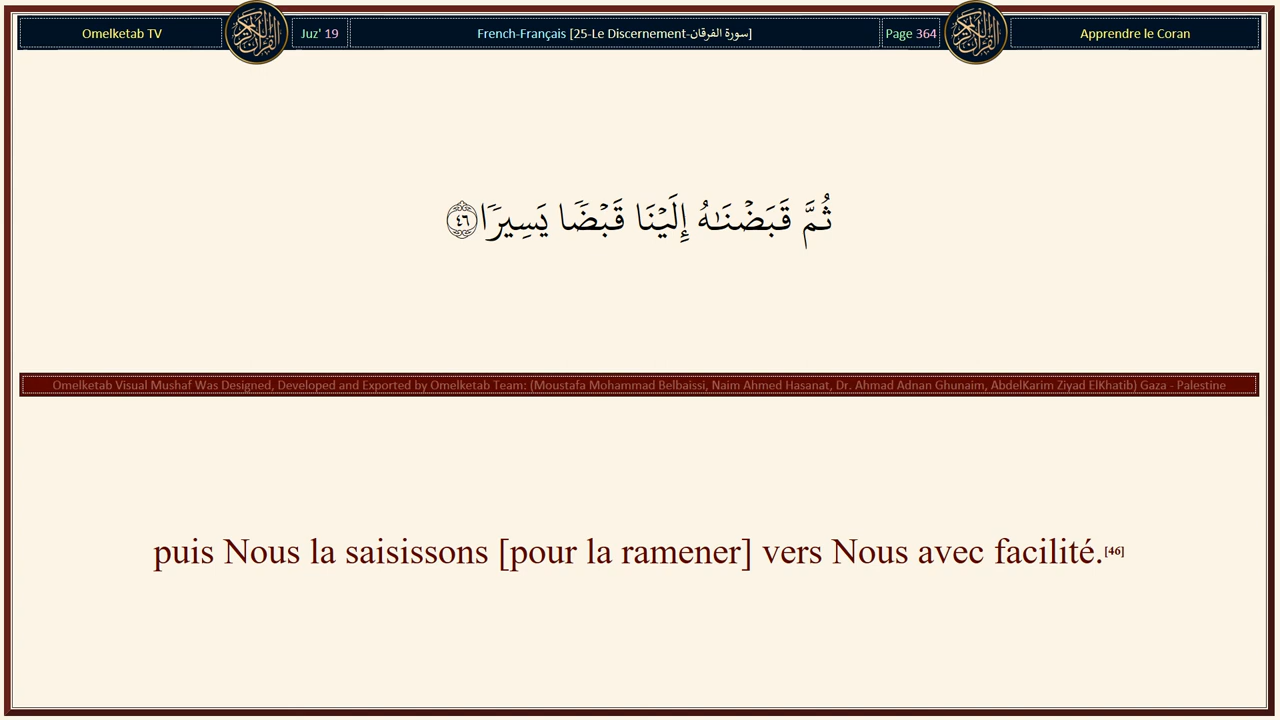 Omelketab TV
Juz' 19
French-Français [25-Le Discernement-سورة الفرقان]
Page 364
Apprendre le Coran
ثُمَّ قَبَضْنَـٰهُ إِلَيْنَا قَبْضًا يَسِيرًا ٤٦
Omelketab Visual Mushaf Was Designed, Developed and Exported by Omelketab Team: (Moustafa Mohammad Belbaissi, Naim Ahmed Hasanat, Dr. Ahmad Adnan Ghunaim, AbdelKarim Ziyad ElKhatib) Gaza - Palestine
puis Nous la saisissons [pour la ramener] vers Nous avec facilité.[46]